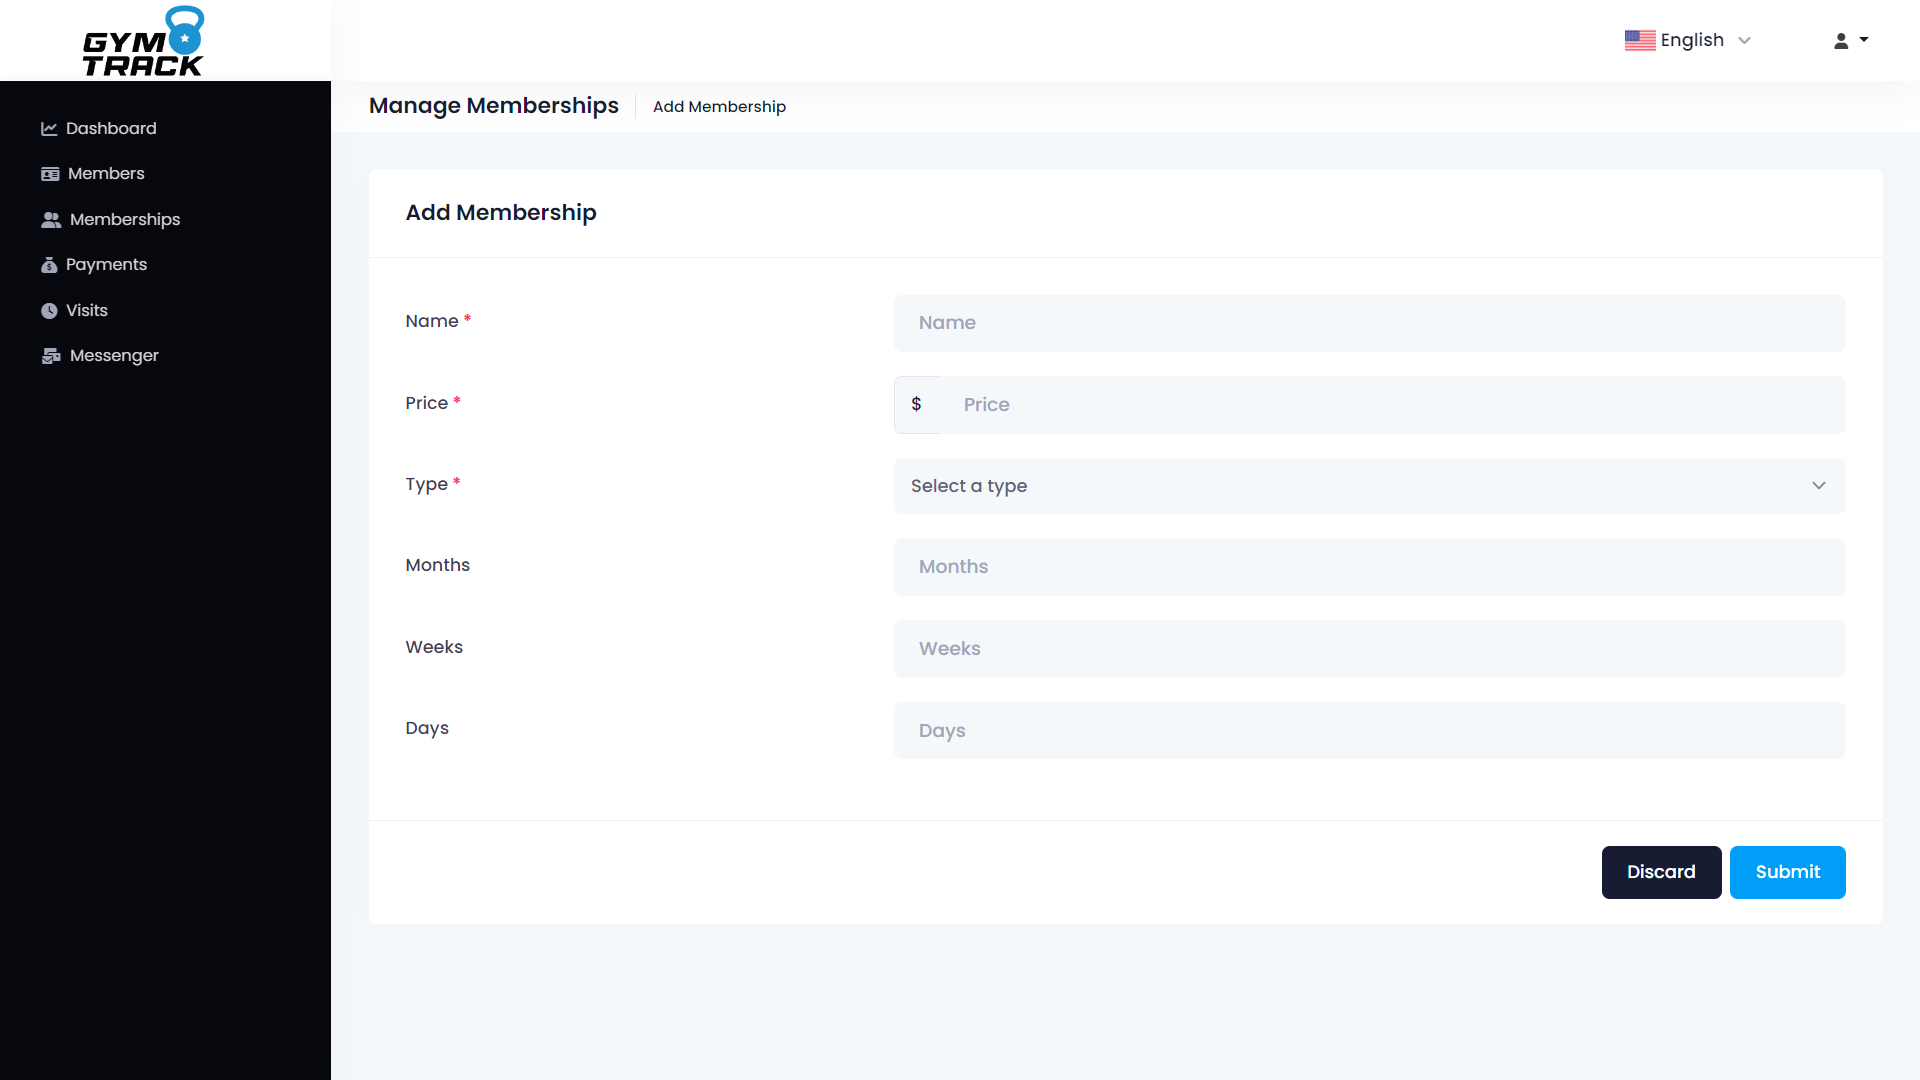 GYM
TRACK
English
Manage Memberships
Add Membership
Dashboard
Members
Memberships
Payments
Visits
Messenger
Add Membership
Name *
Name
Price *
$
Price
Type *
Select a type
Months
Months
Weeks
Weeks
Days
Days
Discard
Submit